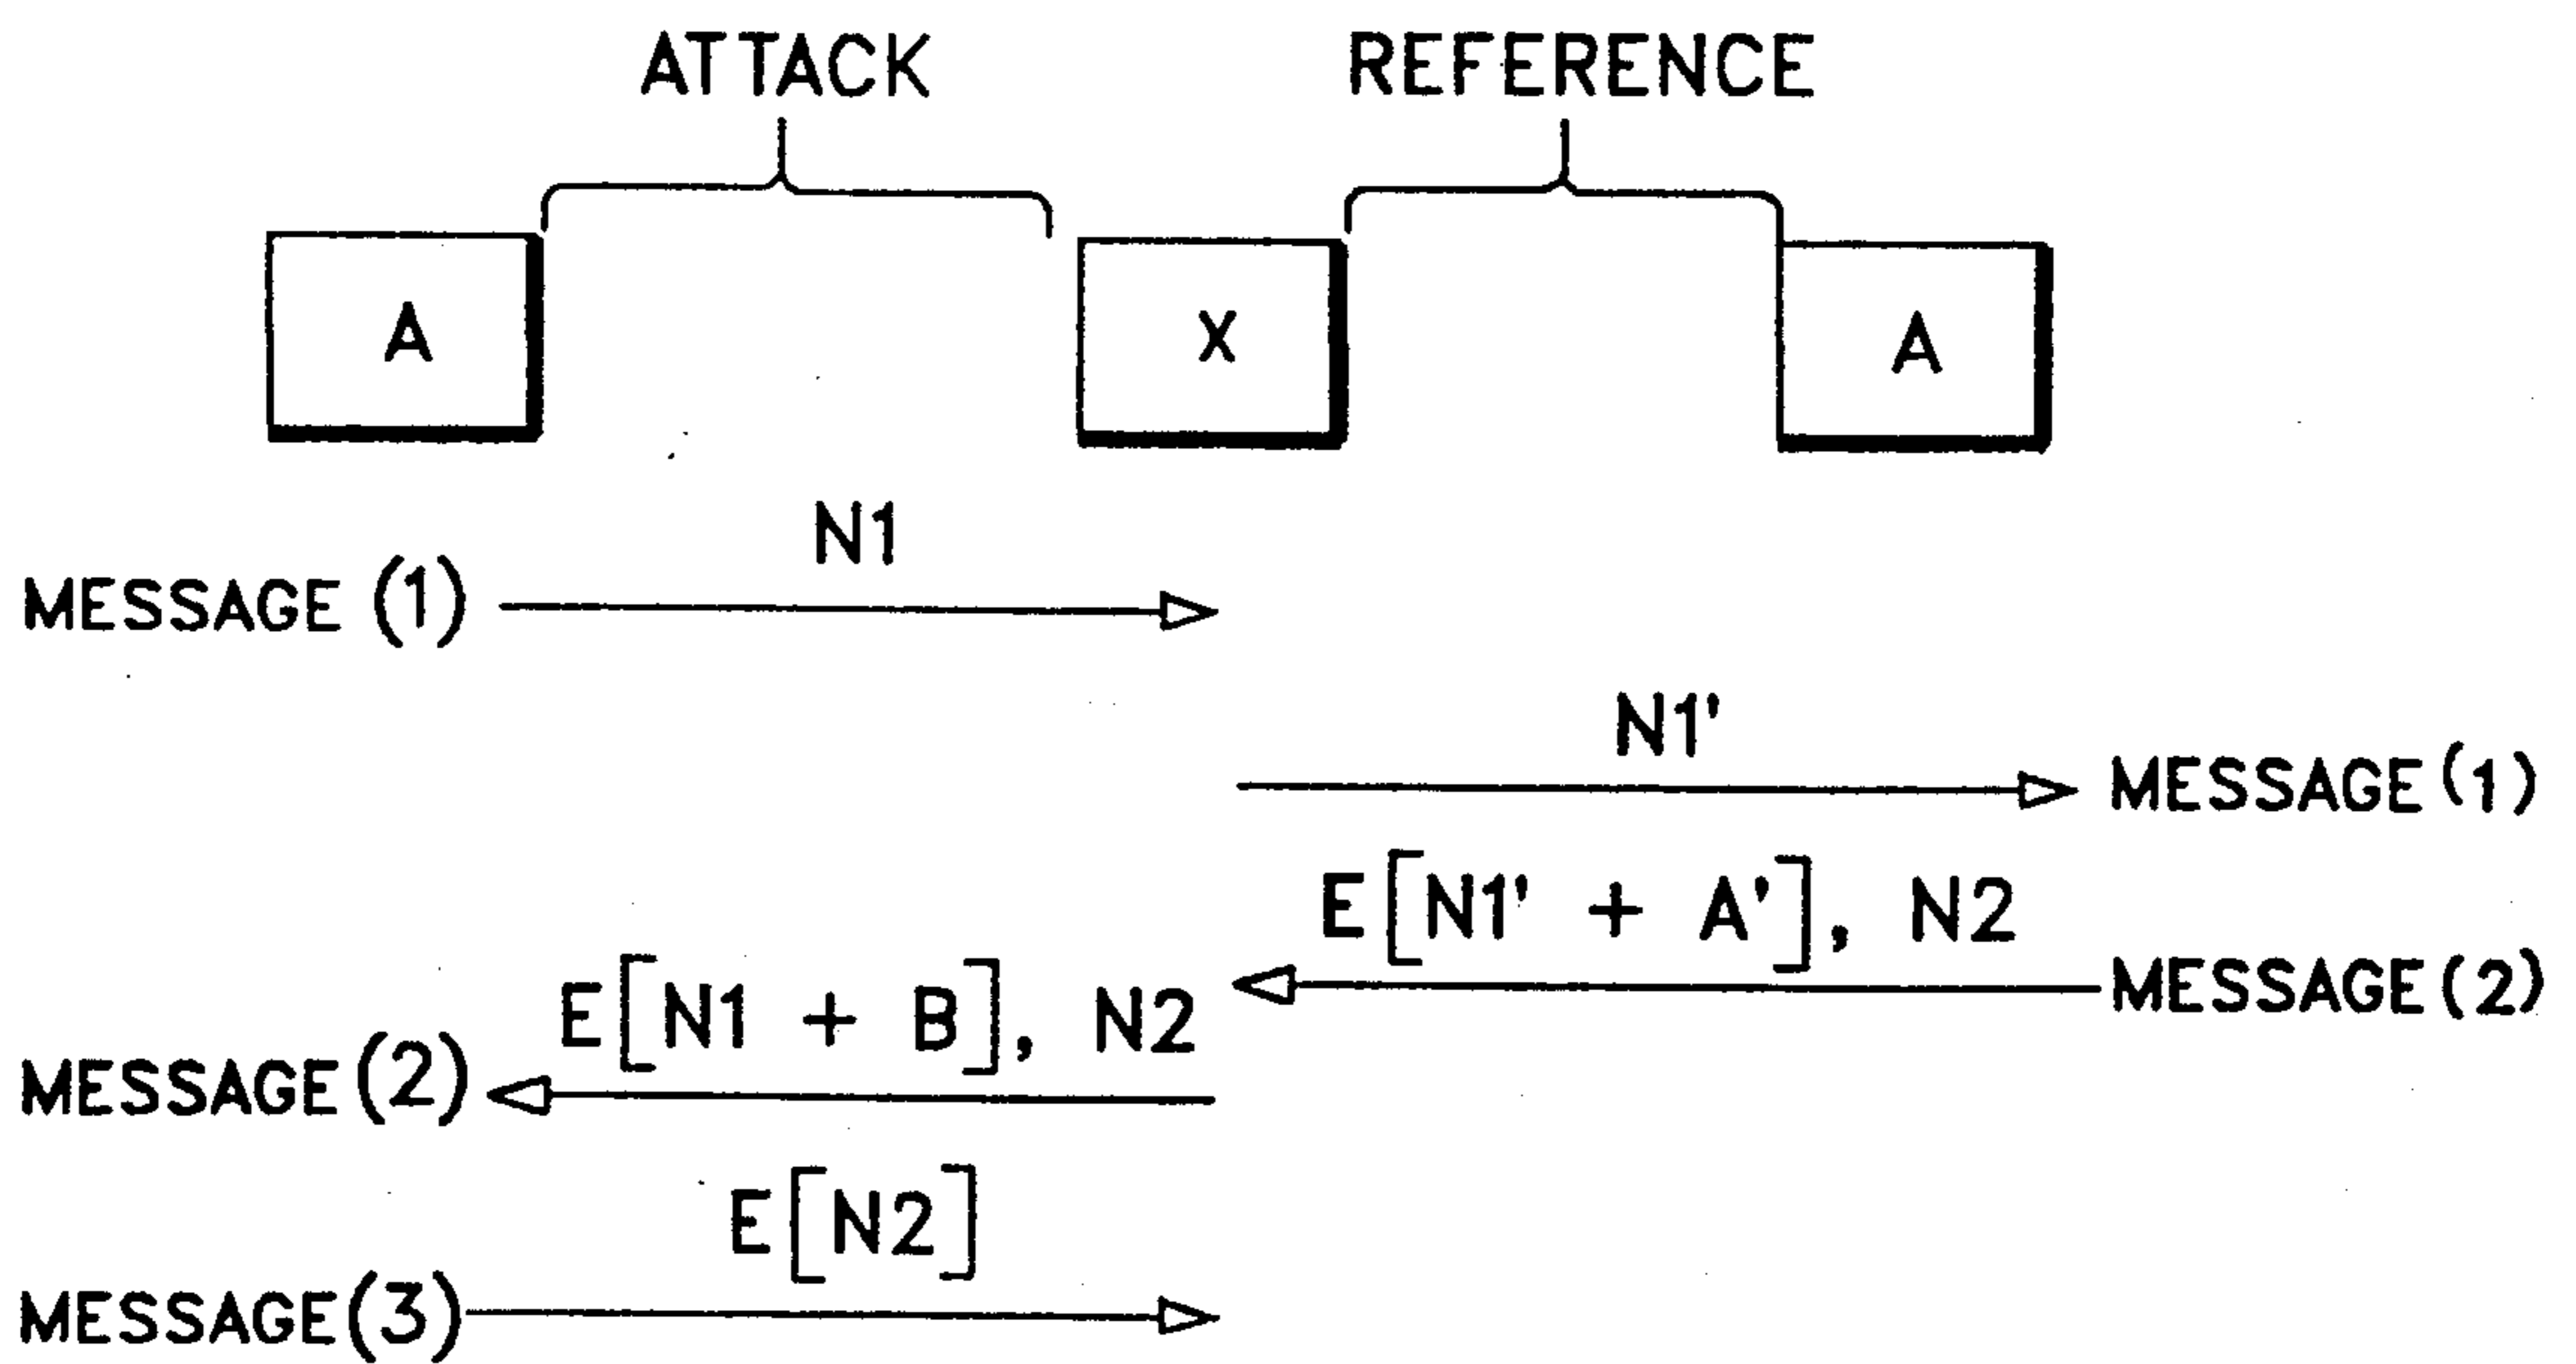 ATTACK REFERENCE
A X A
N1
MESSAGE (1)
N1'
MESSAGE (1)
E[N1' + A'], N2
MESSAGE (2)
E[N1 + B], N2
MESSAGE (2)
E[N2]
MESSAGE (3)